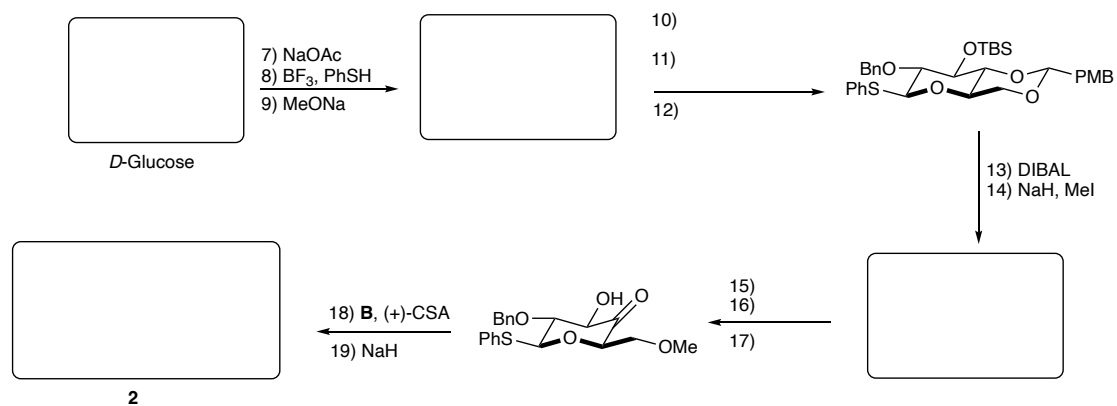 7) NaOAc
8) BF3, PhSH
9) MeONa
D-Glucose
10)
11)
12)
OTBS
BnO
PhS
O
O
O
PMB
13) DIBAL
14) NaH, MeI
15)
16)
17)
OH
O
BnO
PhS
O
OMe
18) B, (+)-CSA
19) NaH
2